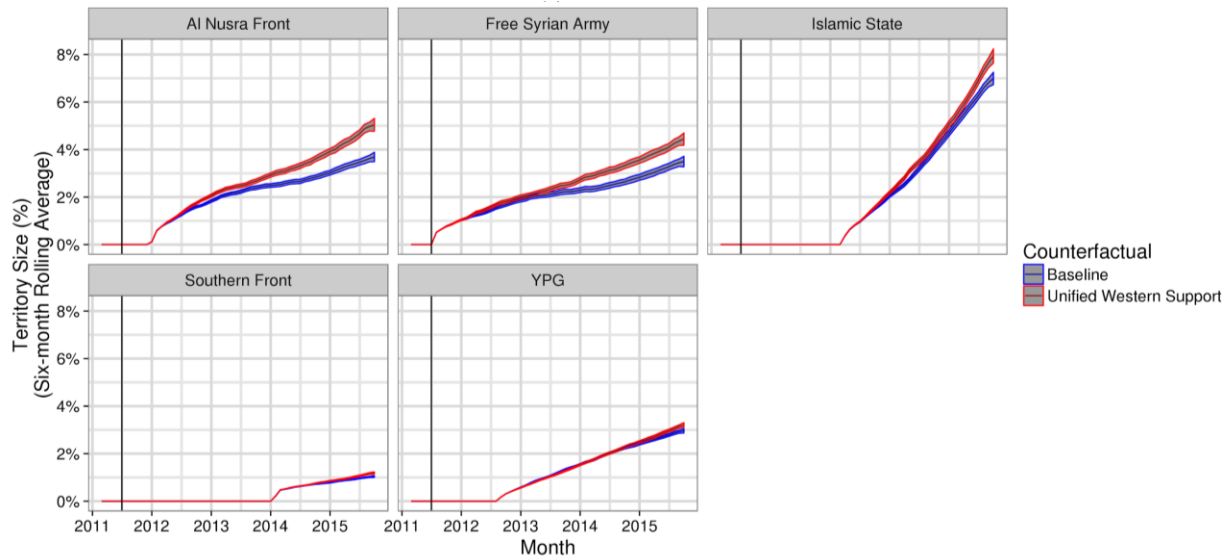 Al Nusra Front
Free Syrian Army
Islamic State
8%
6%
4%
2%
0%
Southern Front
YPG
8%
6%
4%
2%
0%
2011 2012 2013 2014 2015
2011 2012 2013 2014 2015
Month
Territory Size (%)
(Six-month Rolling Average)
Counterfactual
Baseline
Unified Western Support